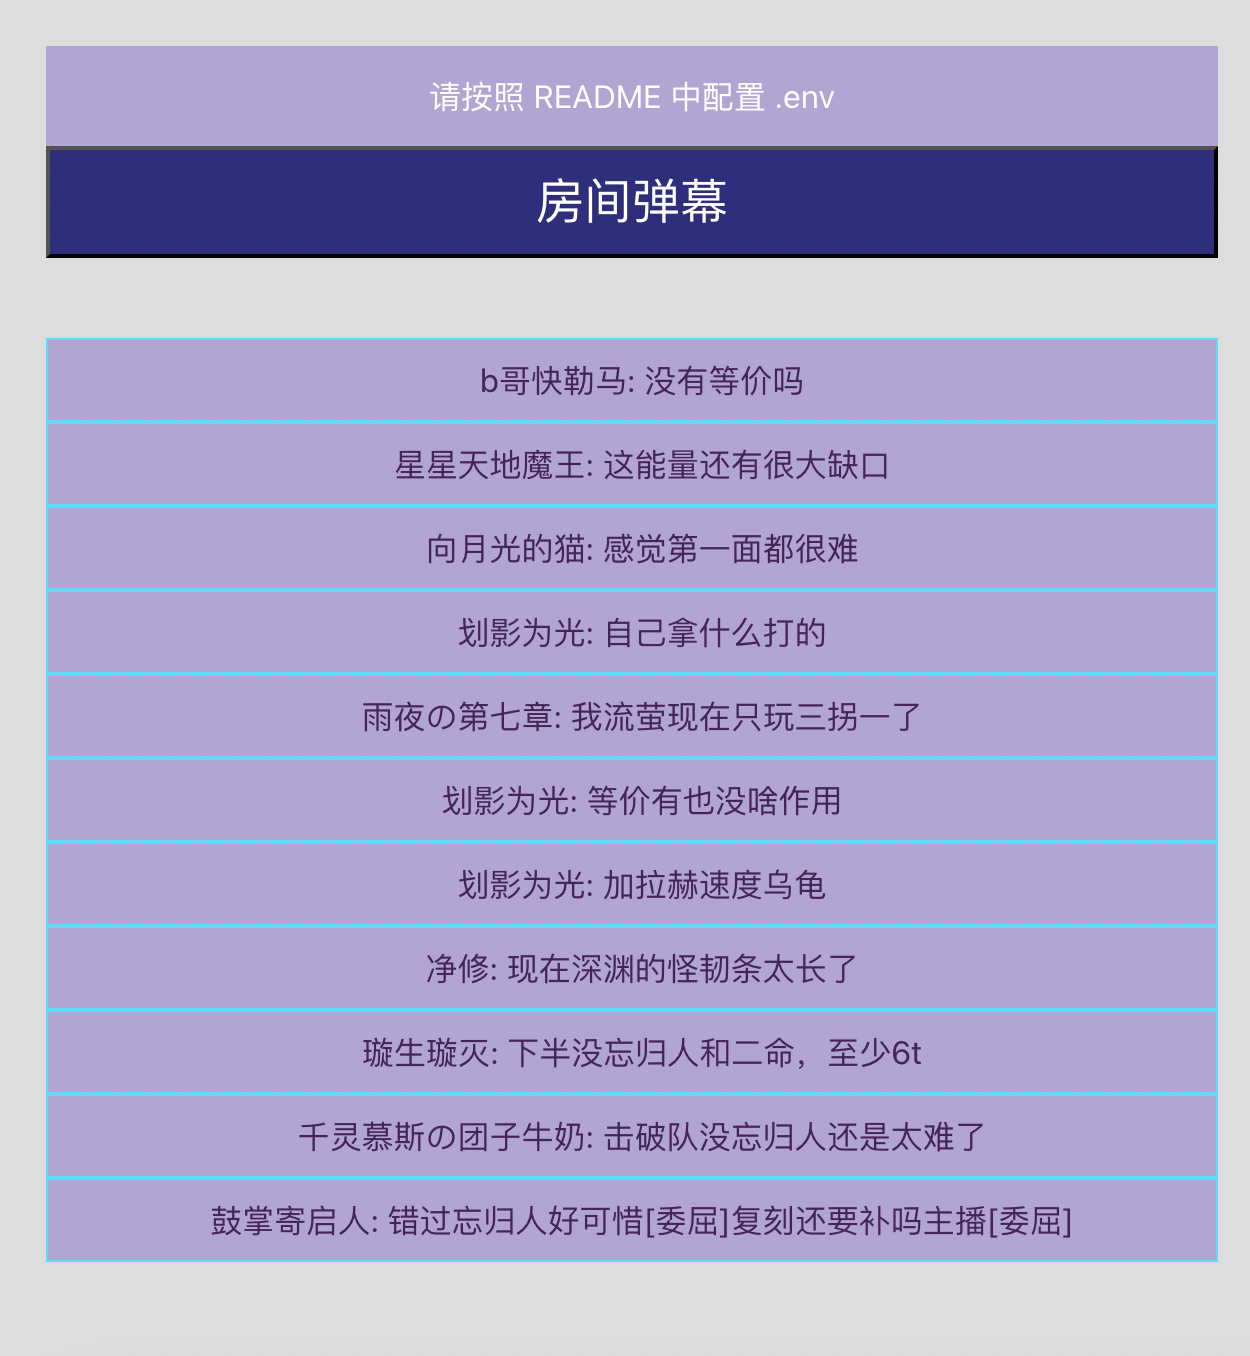 请按照 README 中配置 .env
房间弹幕
b哥快勒马: 没有等价吗
星星天地魔王: 这能量还有很大缺口
向月光的猫: 感觉第一面都很难
划影为光: 自己拿什么打的
雨夜の第七章: 我流萤现在只玩三拐一了
划影为光: 等价有也没啥作用
划影为光: 加拉赫速度乌龟
净修: 现在深渊的怪韧条太长了
璇生璇灭: 下半没忘归人和二命，至少6t
千灵慕斯の团子牛奶: 击破队没忘归人还是太难了
鼓掌寄启人: 错过忘归人好可惜[委屈]复刻还要补吗主播[委屈]